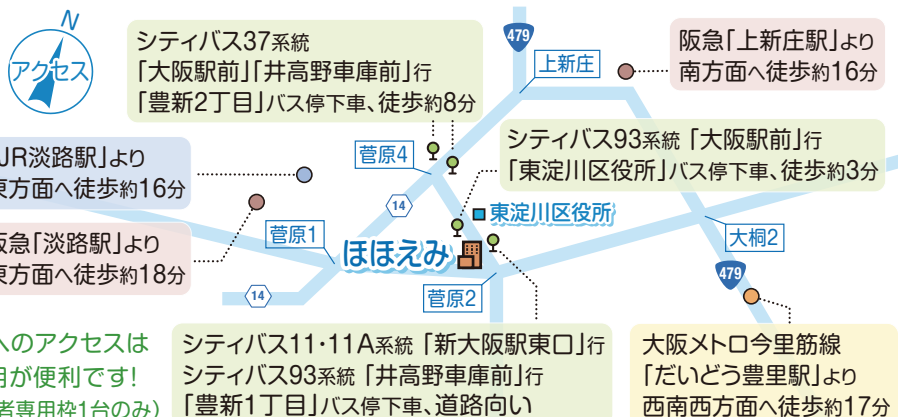 N
アクセス
シティバス37系統
「大阪駅前」「井高野車庫前」行
「豊新2丁目」バス停下車、徒歩約8分
479
上新庄
阪急「上新庄駅」より
南方面へ徒歩約16分
JR淡路駅」より
東方面へ徒歩約16分
菅原4
シティバス93系統 「大阪駅前」行
「東淀川区役所」バス停下車、徒歩約3分
14
東淀川区役所
急「淡路駅」より
東方面へ徒歩約18分
菅原1
ほほえみ
大桐2
479
14
菅原2
へのアクセスは
が便利です!
者専用枠1台のみ)
シティバス11・11A系統 「新大阪駅東口」行
シティバス93系統 「井高野車庫前」行
「豊新1丁目」バス停下車、道路向い
大阪メトロ今里筋線
「だいどう豊里駅」より
西南西方面へ徒歩約17分